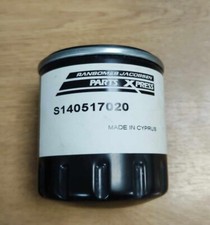 RANSOMES JACOBSEN
PARTS XPRESS
S140517020
MADE IN CYPRUS